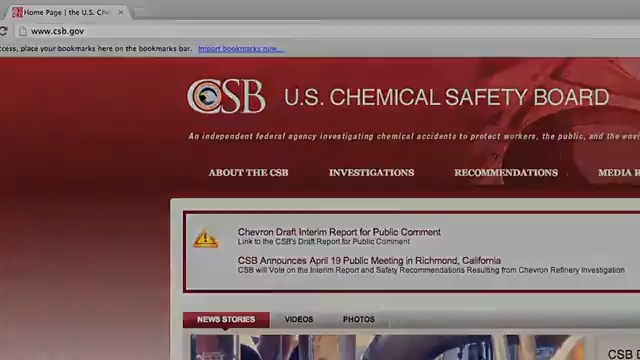 Home Page | the U.S. Che
www.csb.gov
ccess, place your bookmarks here on the bookmarks bar. Import bookmarks now...
CSB U.S. CHEMICAL SAFETY BOARD
An independent federal agency investigating chemical accidents to protect workers, the public, and the envi
ABOUT THE CSB INVESTIGATIONS RECOMMENDATIONS MEDIA R
Chevron Draft Interim Report for Public Comment
Link to the CSB's Draft Report for Public Comment
CSB Announces April 19 Public Meeting in Richmond, California
CSB will Vote on the Interim Report and Safety Recommendations Resulting from Chevron Refinery Investigation
NEWS STORIES VIDEOS PHOTOS
CSB D